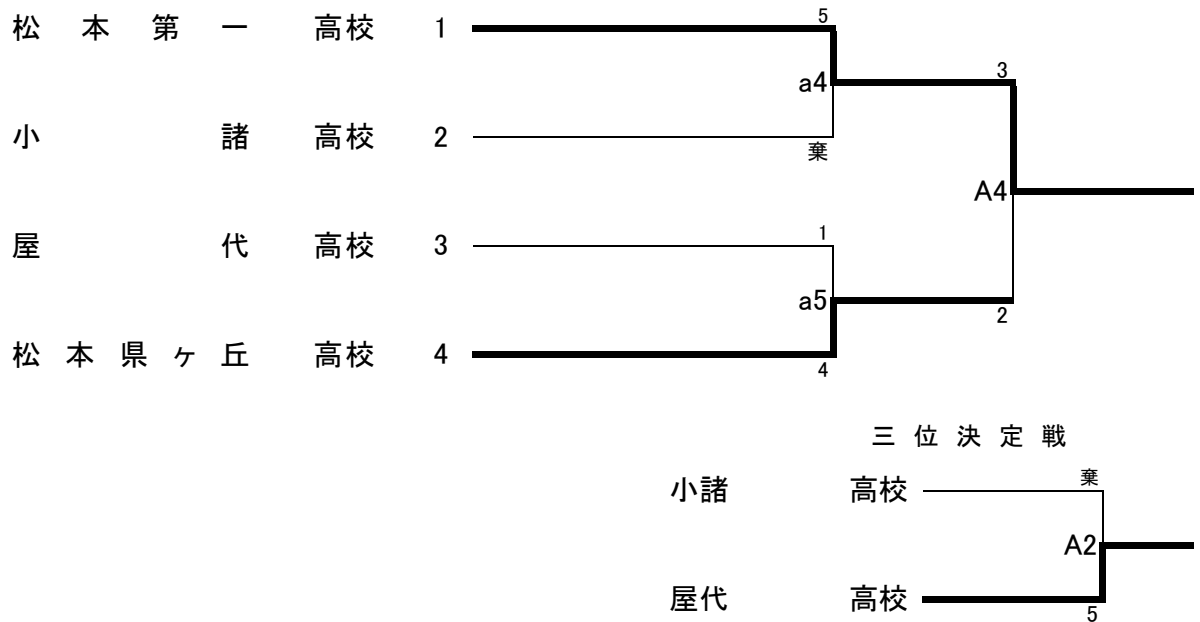 松本第一 高校 1 5
a4 3
小諸 高校 2 棄
A4
屋代 高校 3 1
a5 2
松本県ヶ丘 高校 4 4
三位決定戦
小諸 高校 棄
A2
屋代 高校 5